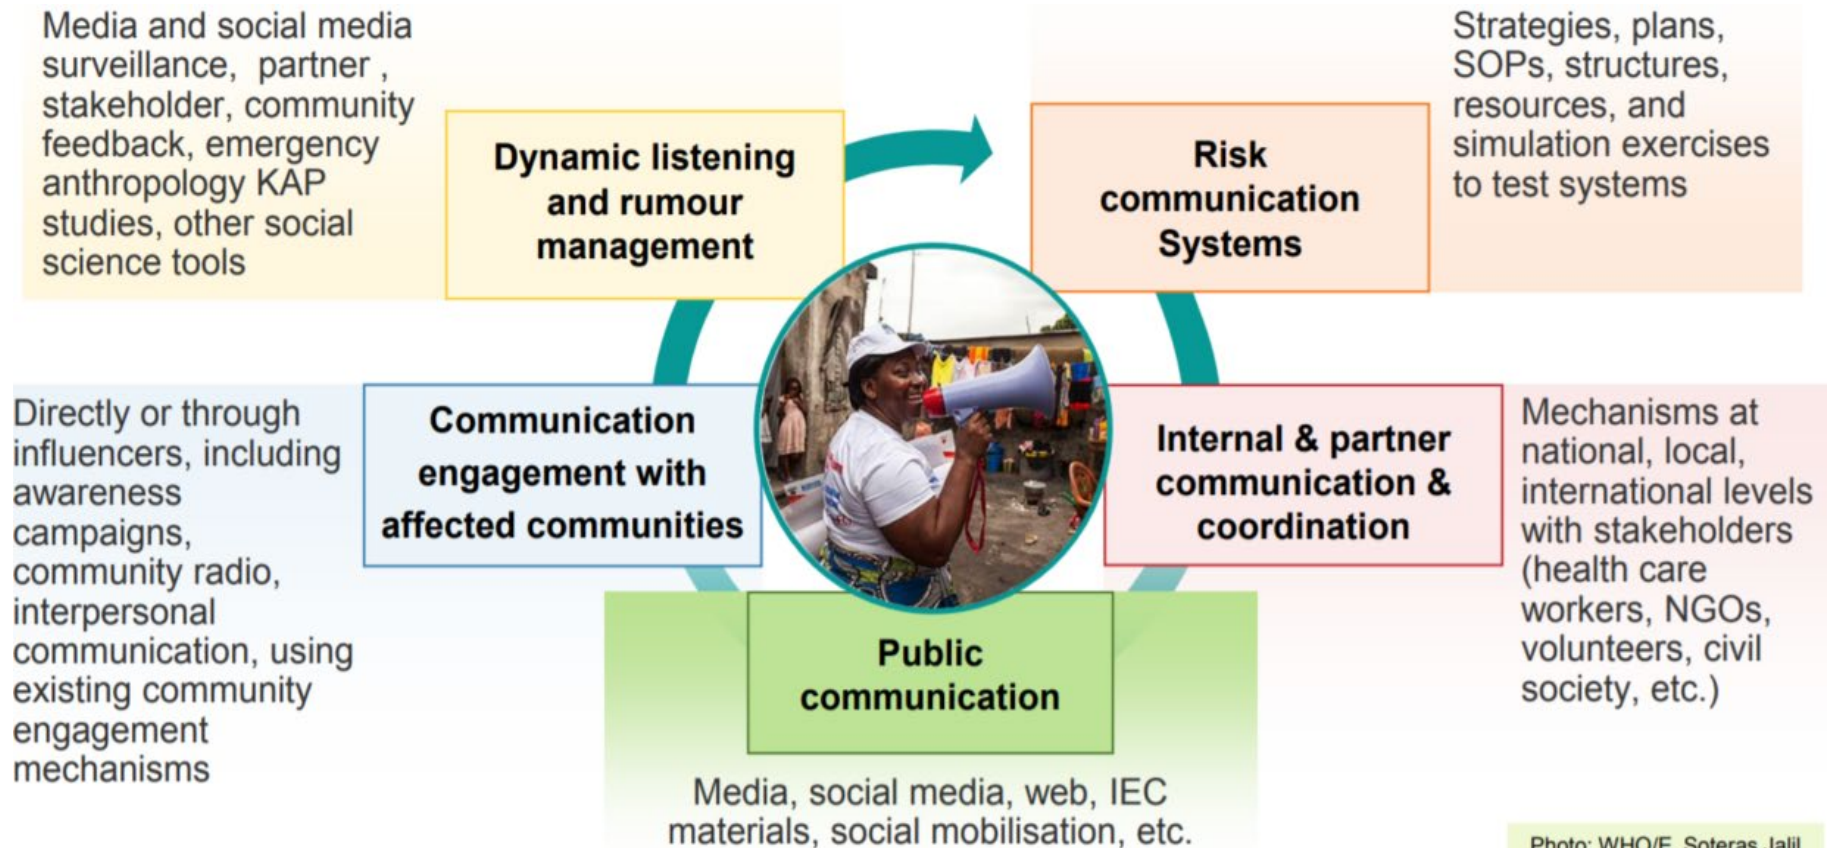 Media and social media
surveillance,  partner ,
stakeholder, community
feedback, emergency
anthropology KAP
studies, other social
science tools
Dynamic listening
and rumour
management
Risk
communication
Systems
Strategies, plans,
SOPs, structures,
resources, and
simulation exercises
to test systems
Directly or through
influencers, including
awareness
campaigns,
community radio,
interpersonal
communication, using
existing community
engagement
mechanisms
Communication
engagement with
affected communities
Internal & partner
communication &
coordination
Mechanisms at
national, local,
international levels
with stakeholders
(health care
workers, NGOs,
volunteers, civil
society, etc.)
Public
communication
Media, social media, web, IEC
materials, social mobilisation, etc.
Photo: WHO/E. Soteras Jalil